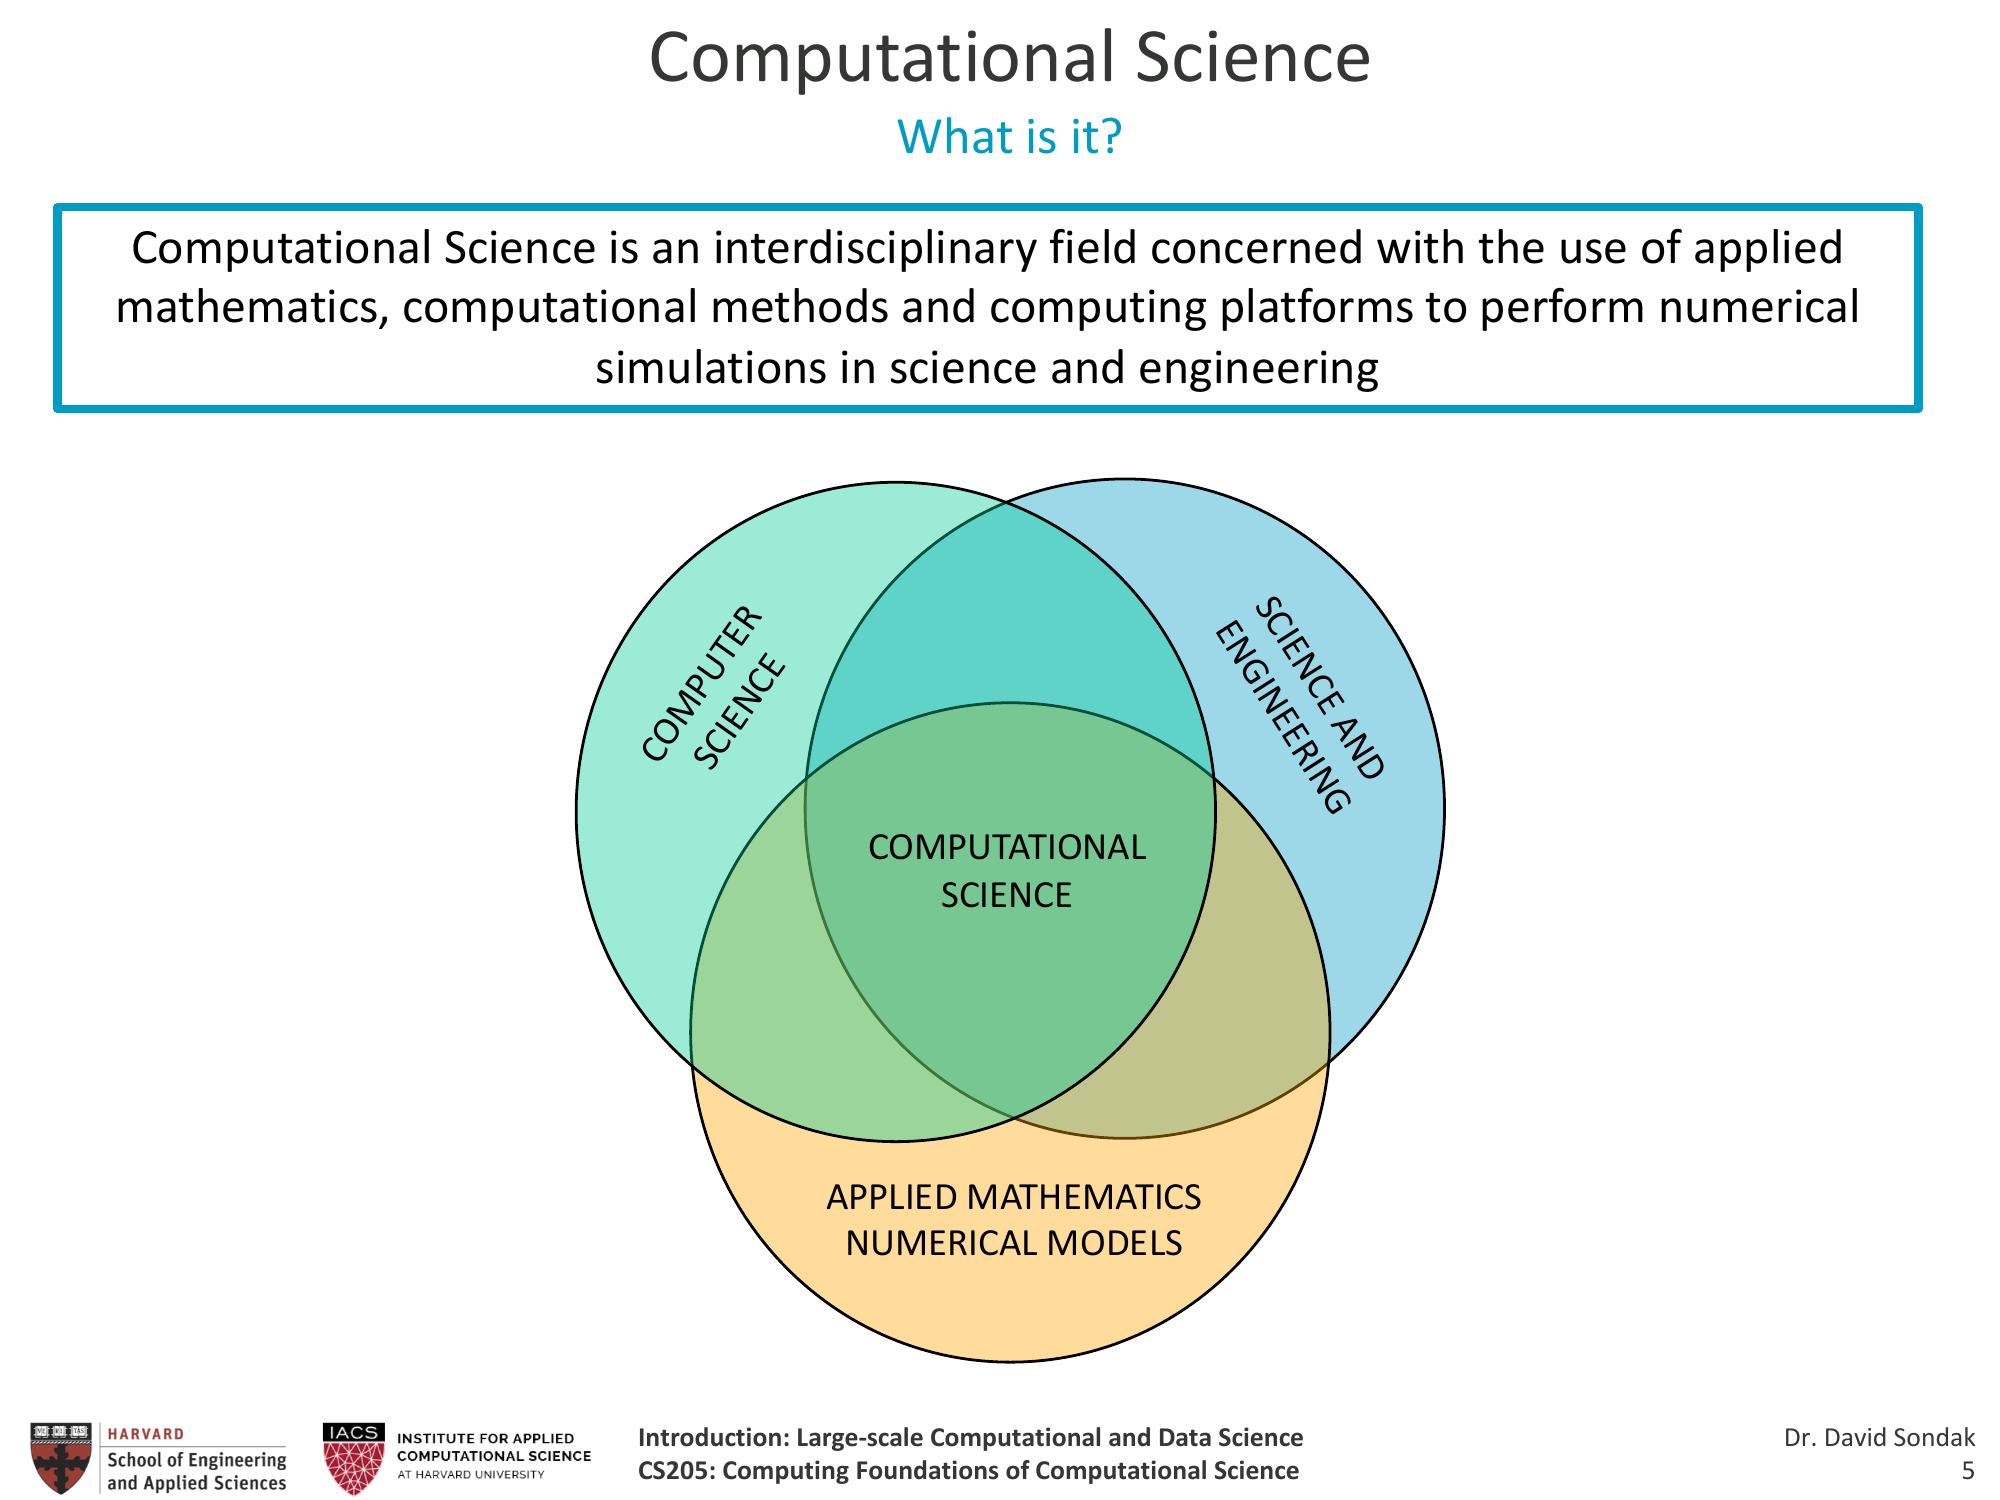 Computational Science
What is it?
Computational Science is an interdisciplinary field concerned with the use of applied
mathematics, computational methods and computing platforms to perform numerical
simulations in science and engineering
COMPUTER
SCIENCE
SCIENCE AND
ENGINEERING
COMPUTATIONAL
SCIENCE
APPLIED MATHEMATICS
NUMERICAL MODELS
HARVARD
School of Engineering
and Applied Sciences
IACS
INSTITUTE FOR APPLIED
COMPUTATIONAL SCIENCE
AT HARVARD UNIVERSITY
Introduction: Large-scale Computational and Data Science
CS205: Computing Foundations of Computational Science
Dr. David Sondak
5